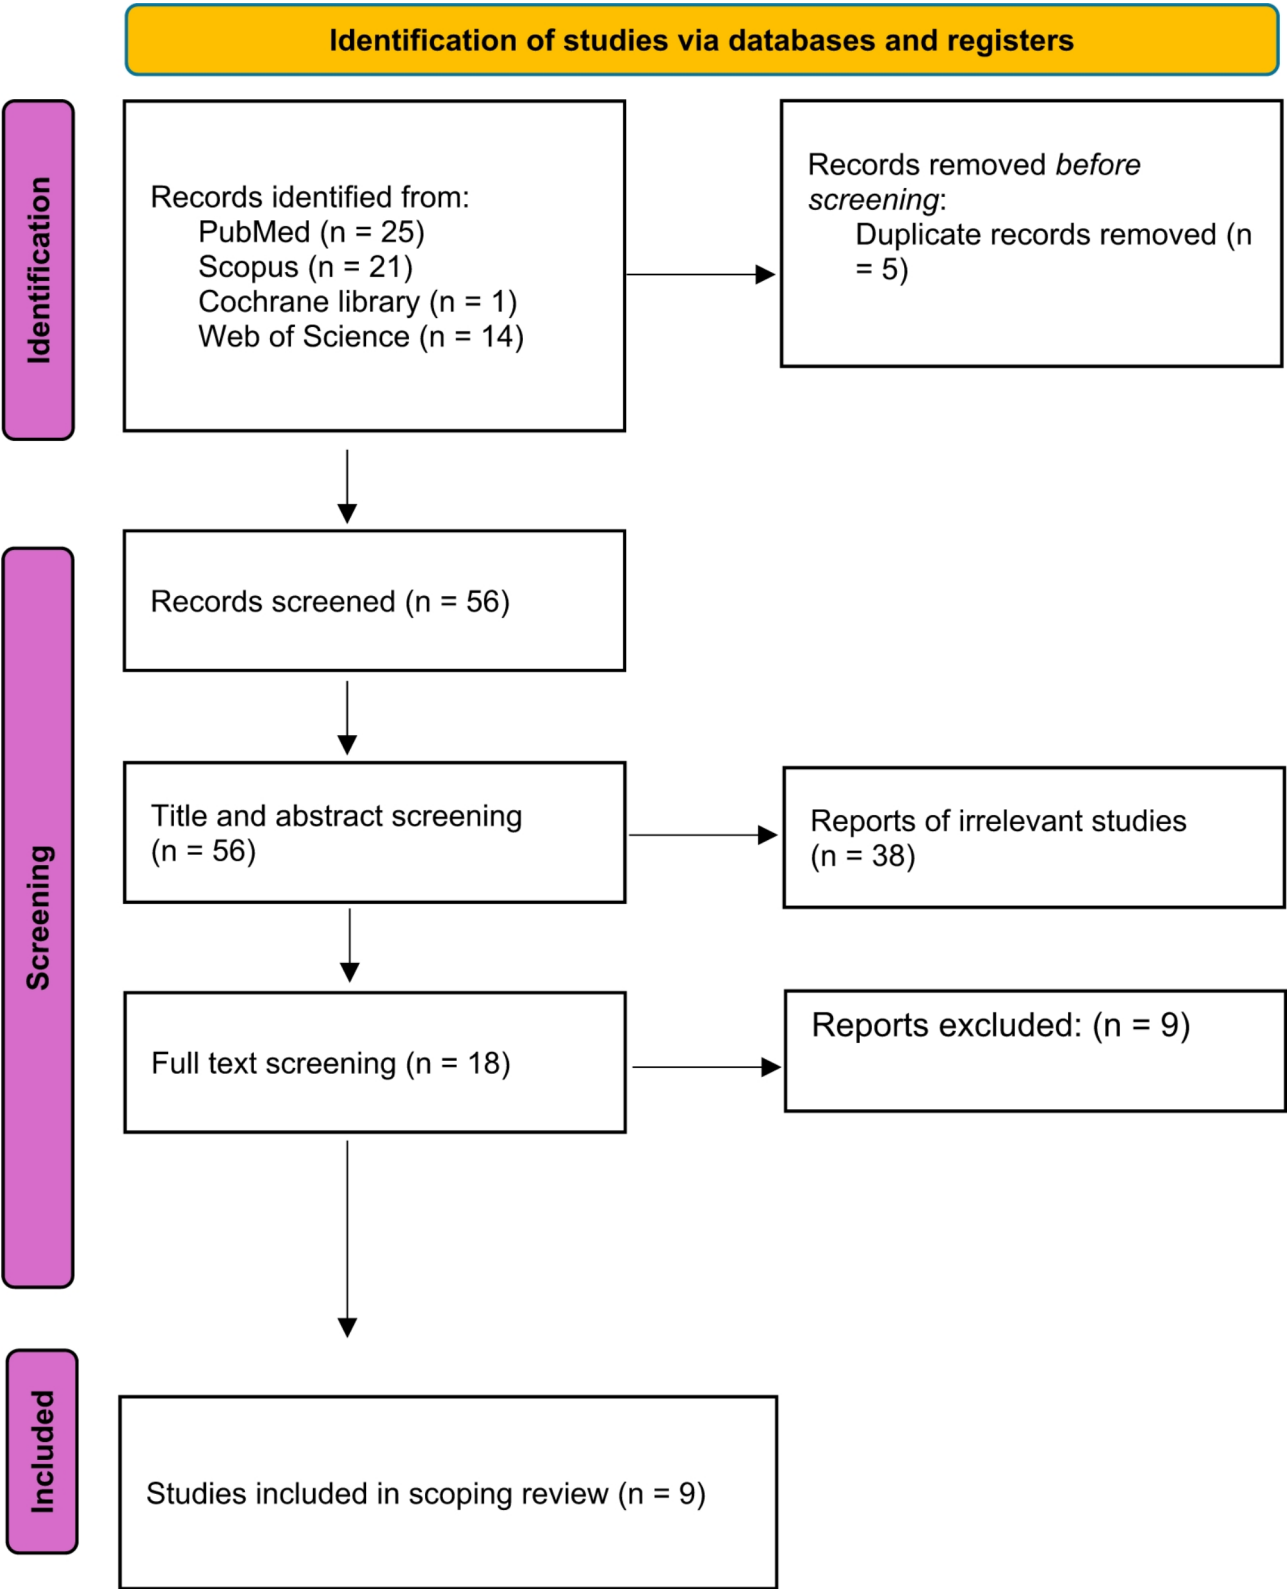 Identification of studies via databases and registers
Identification
Records identified from:
PubMed (n = 25)
Scopus (n = 21)
Cochrane library (n = 1)
Web of Science (n = 14)
Records removed before
screening:
Duplicate records removed (n
= 5)
Screening
Records screened (n = 56)
Title and abstract screening
(n = 56)
Reports of irrelevant studies
(n = 38)
Full text screening (n = 18)
Reports excluded: (n = 9)
Included
Studies included in scoping review (n = 9)